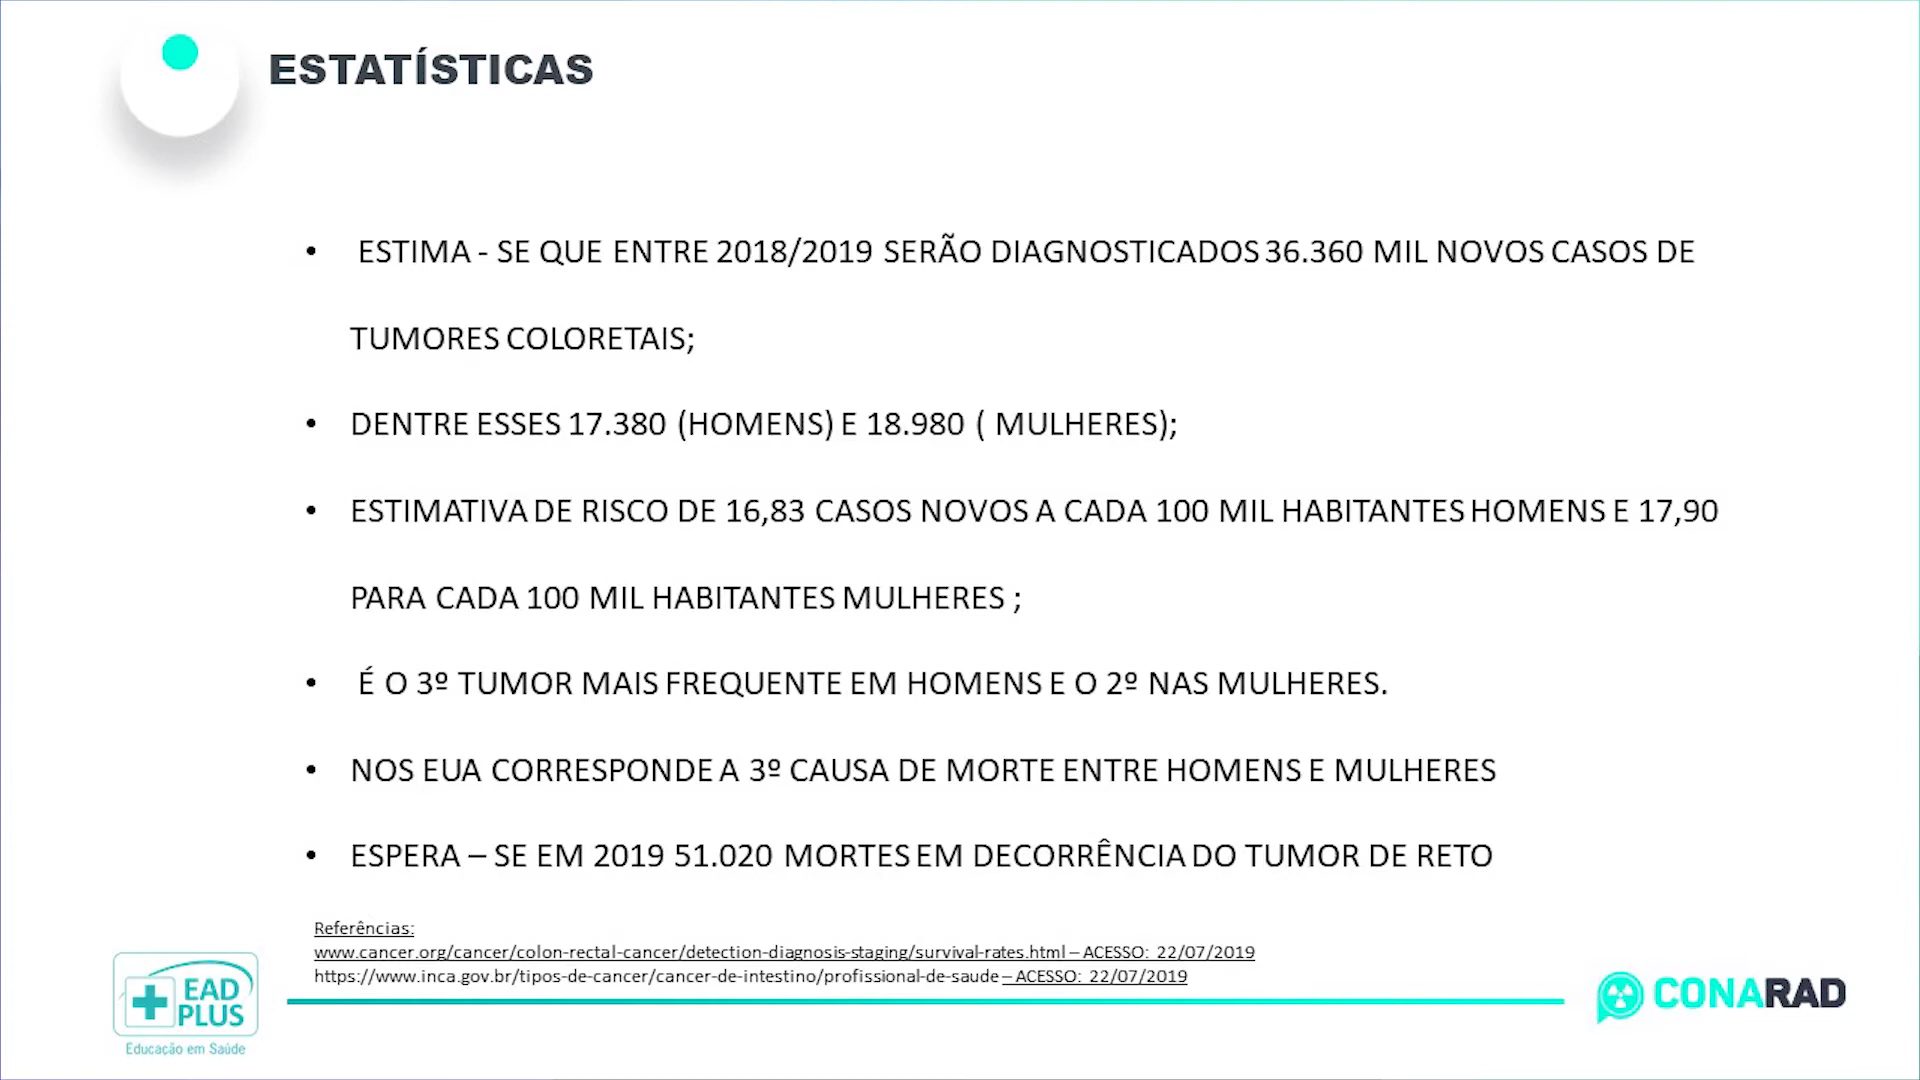 ESTATÍSTICAS
• ESTIMA - SE QUE ENTRE 2018/2019 SERÃO DIAGNOSTICADOS 36.360 MIL NOVOS CASOS DE
TUMORES COLORETAIS;
• DENTRE ESSES 17.380 (HOMENS) E 18.980 ( MULHERES);
• ESTIMATIVA DE RISCO DE 16,83 CASOS NOVOS A CADA 100 MIL HABITANTES HOMENS E 17,90
PARA CADA 100 MIL HABITANTES MULHERES ;
• É O 3º TUMOR MAIS FREQUENTE EM HOMENS E O 2º NAS MULHERES.
• NOS EUA CORRESPONDE A 3º CAUSA DE MORTE ENTRE HOMENS E MULHERES
• ESPERA – SE EM 2019 51.020 MORTES EM DECORRÊNCIA DO TUMOR DE RETO
Referências:
www.cancer.org/cancer/colon-rectal-cancer/detection-diagnosis-staging/survival-rates.html – ACESSO: 22/07/2019
https://www.inca.gov.br/tipos-de-cancer/cancer-de-intestino/profissional-de-saude – ACESSO: 22/07/2019
EAD
PLUS
Educação em Saúde
CONARAD